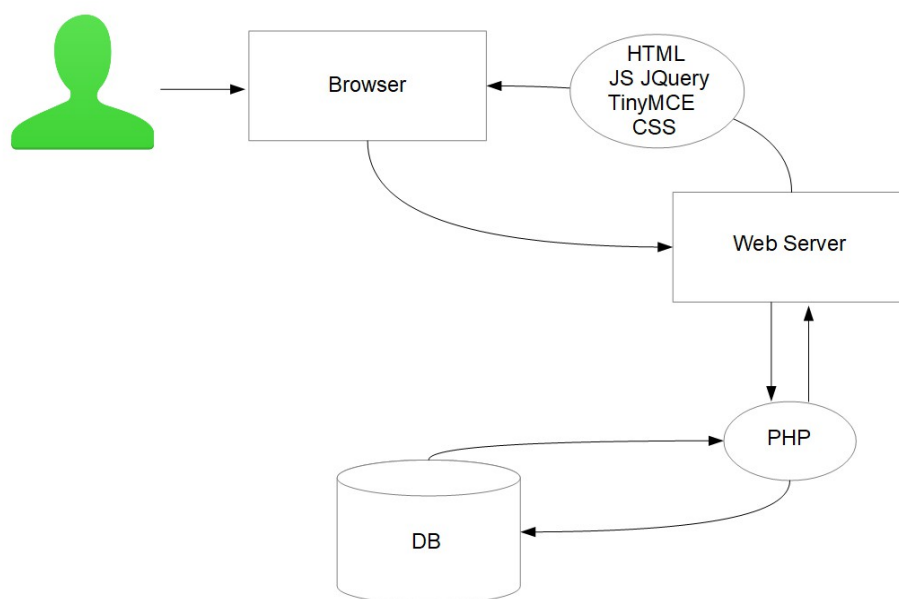 Browser
HTML
JS JQuery
TinyMCE
CSS
Web Server
PHP
DB